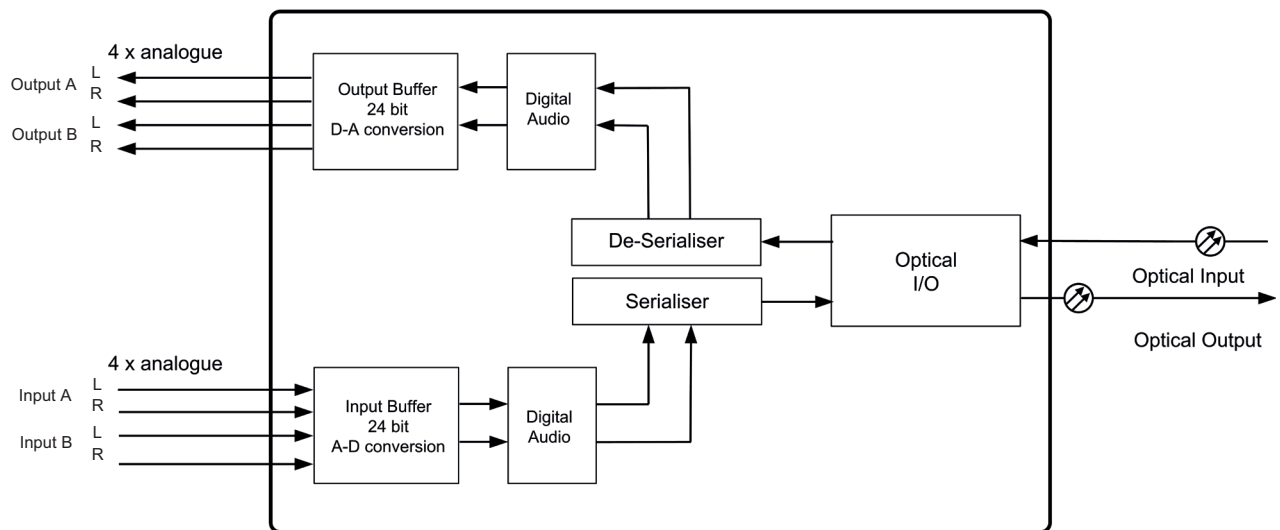 4 x analogue
Output A
L
R
Output B
L
R
Output Buffer
24 bit
D-A conversion
Digital
Audio
De-Serialiser
Serialiser
Optical
I/O
Optical Input
Optical Output
4 x analogue
Input A
L
R
Input B
L
R
Input Buffer
24 bit
A-D conversion
Digital
Audio